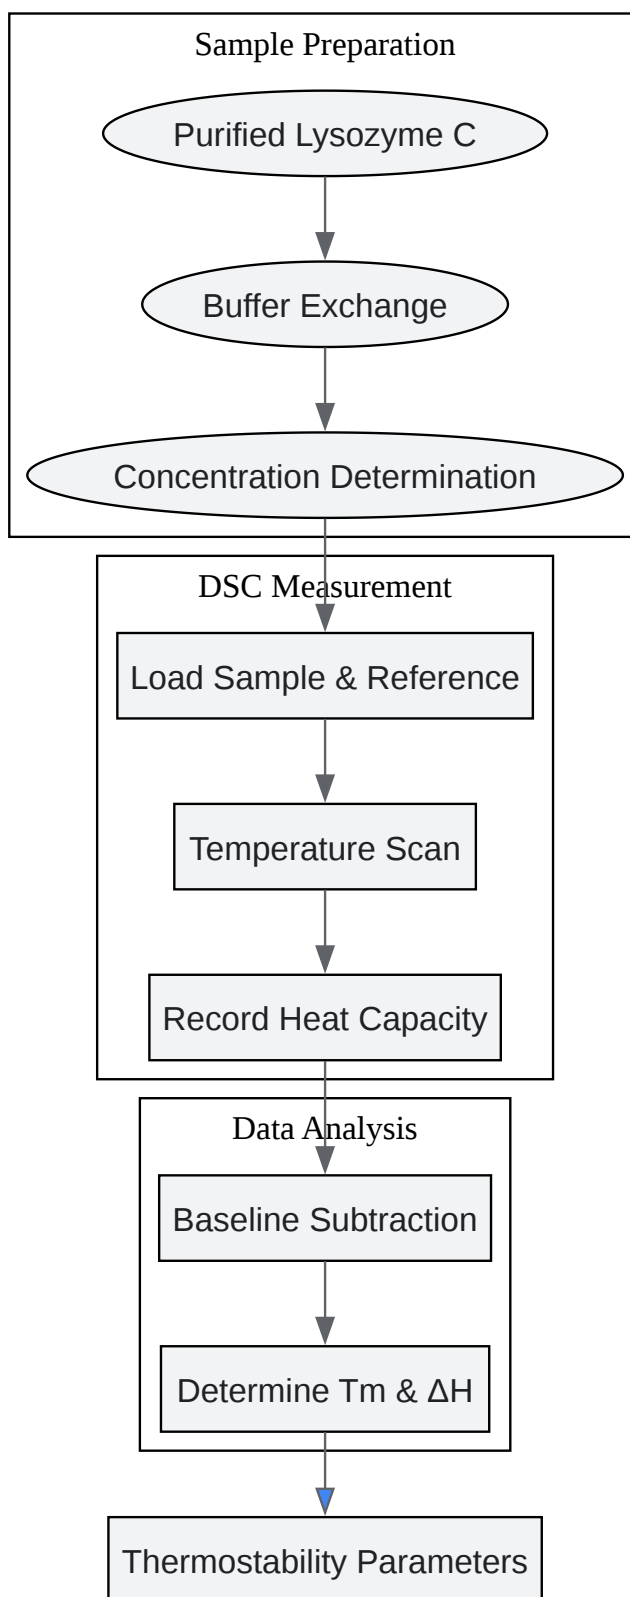 Sample Preparation
Purified Lysozyme C
Buffer Exchange
Concentration Determination
DSC Measurement
Load Sample & Reference
Temperature Scan
Record Heat Capacity
Data Analysis
Baseline Subtraction
Determine Tm & ΔH
Thermostability Parameters